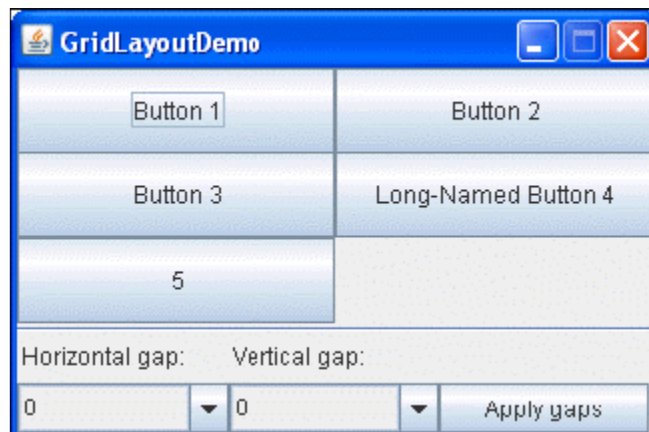 GridLayoutDemo
Button 1 Button 2
Button 3 Long-Named Button 4
5
Horizontal gap: Vertical gap:
0 0 Apply gaps